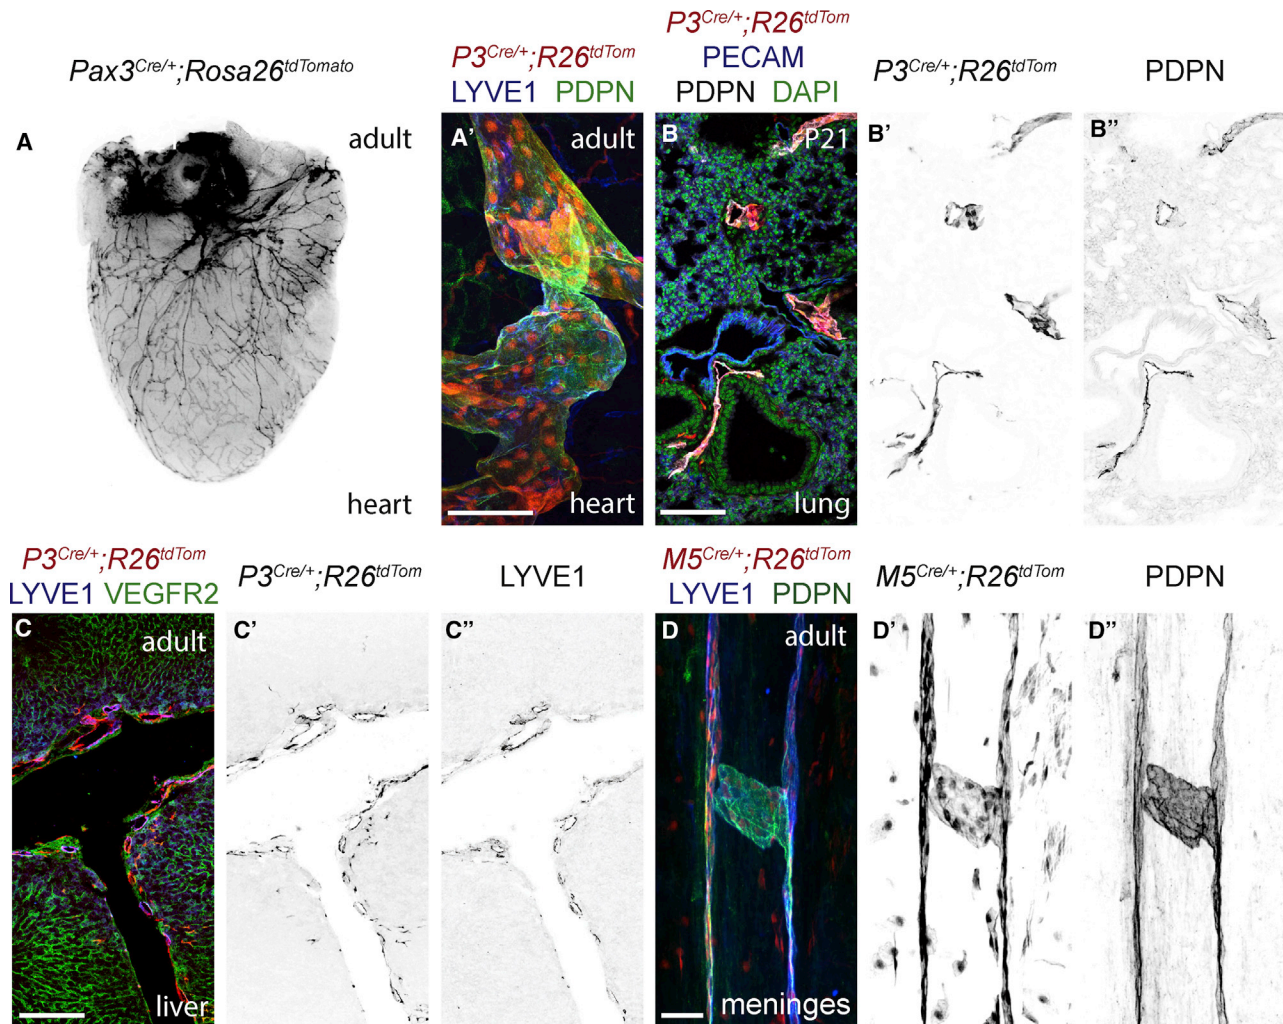 Pax3Cre/+;Rosa26tdTomato
A
adult
heart
P3Cre/+;R26tdTom
LYVE1 PDPN
A' adult
heart
P3Cre/+;R26tdTom
PECAM
PDPN DAPI
B P21
lung
P3Cre/+;R26tdTom
B'
PDPN
B"
P3Cre/+;R26tdTom
LYVE1 VEGFR2
C adult
liver
P3Cre/+;R26tdTom
C'
LYVE1
C"
M5Cre/+;R26tdTom
LYVE1 PDPN
D adult
meninges
M5Cre/+;R26tdTom
D'
PDPN
D"